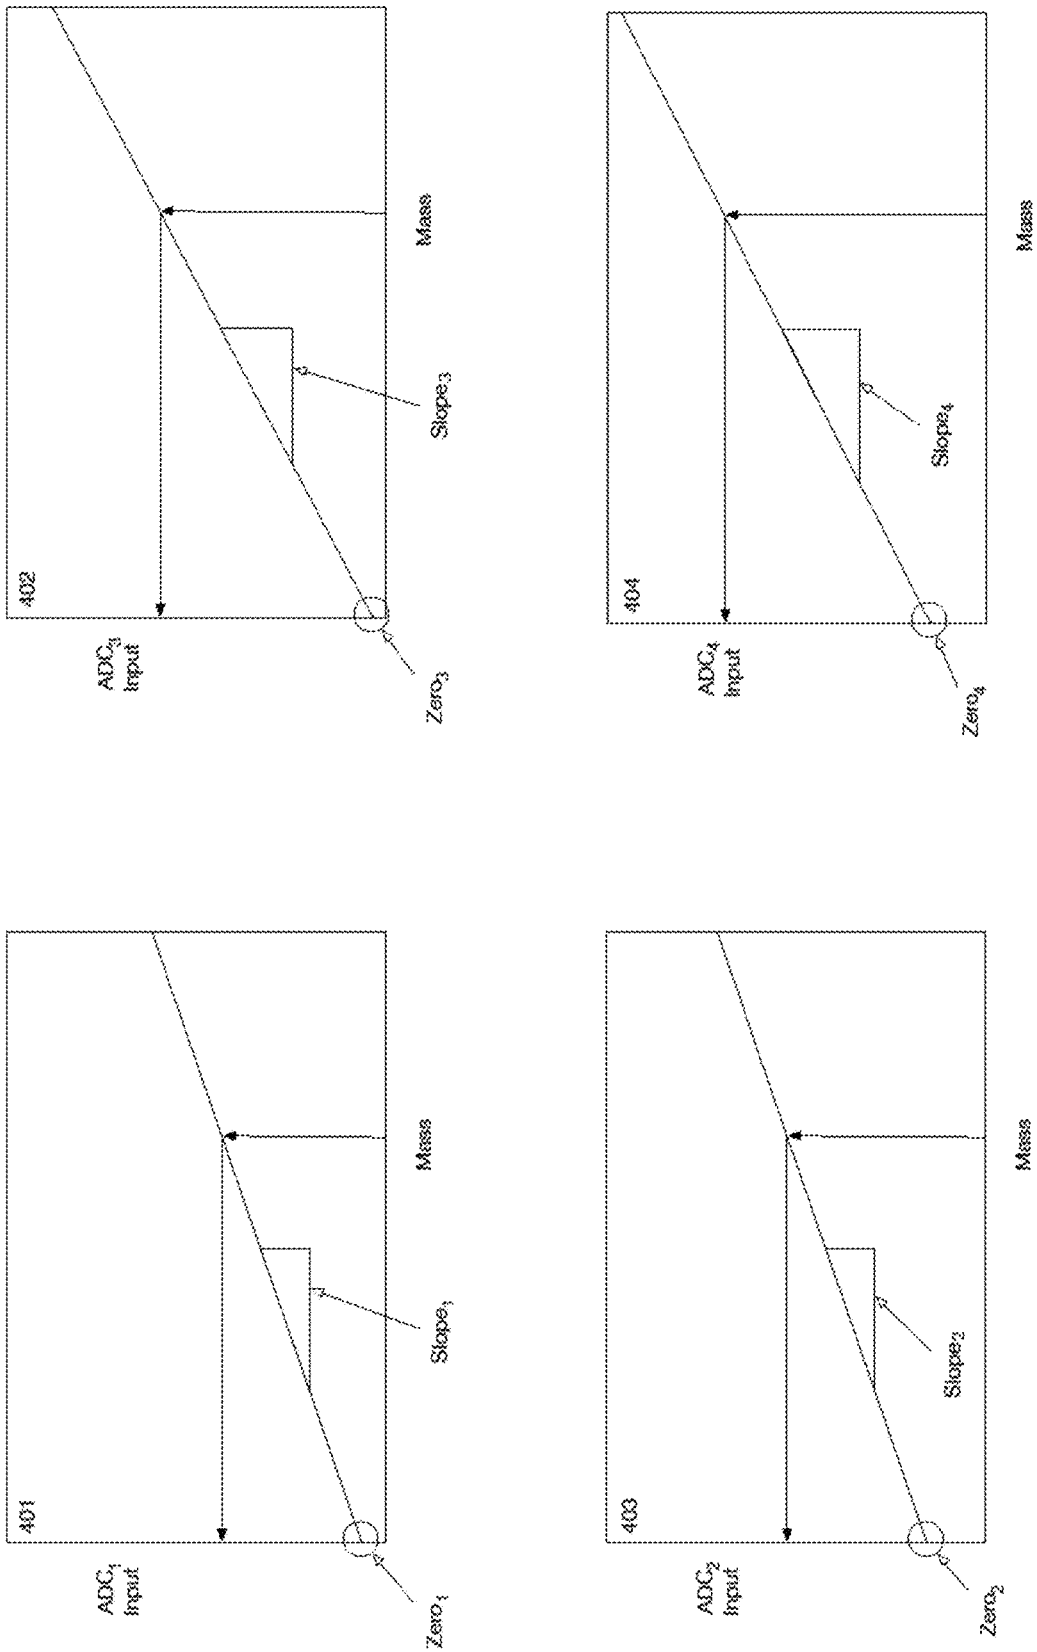 401
ADC₁
Input
Zero₁
Slope₁
Mass
402
ADC₃
Input
Zero₃
Slope₃
Mass
403
ADC₂
Input
Zero₂
Slope₂
Mass
404
ADC₄
Input
Zero₄
Slope₄
Mass